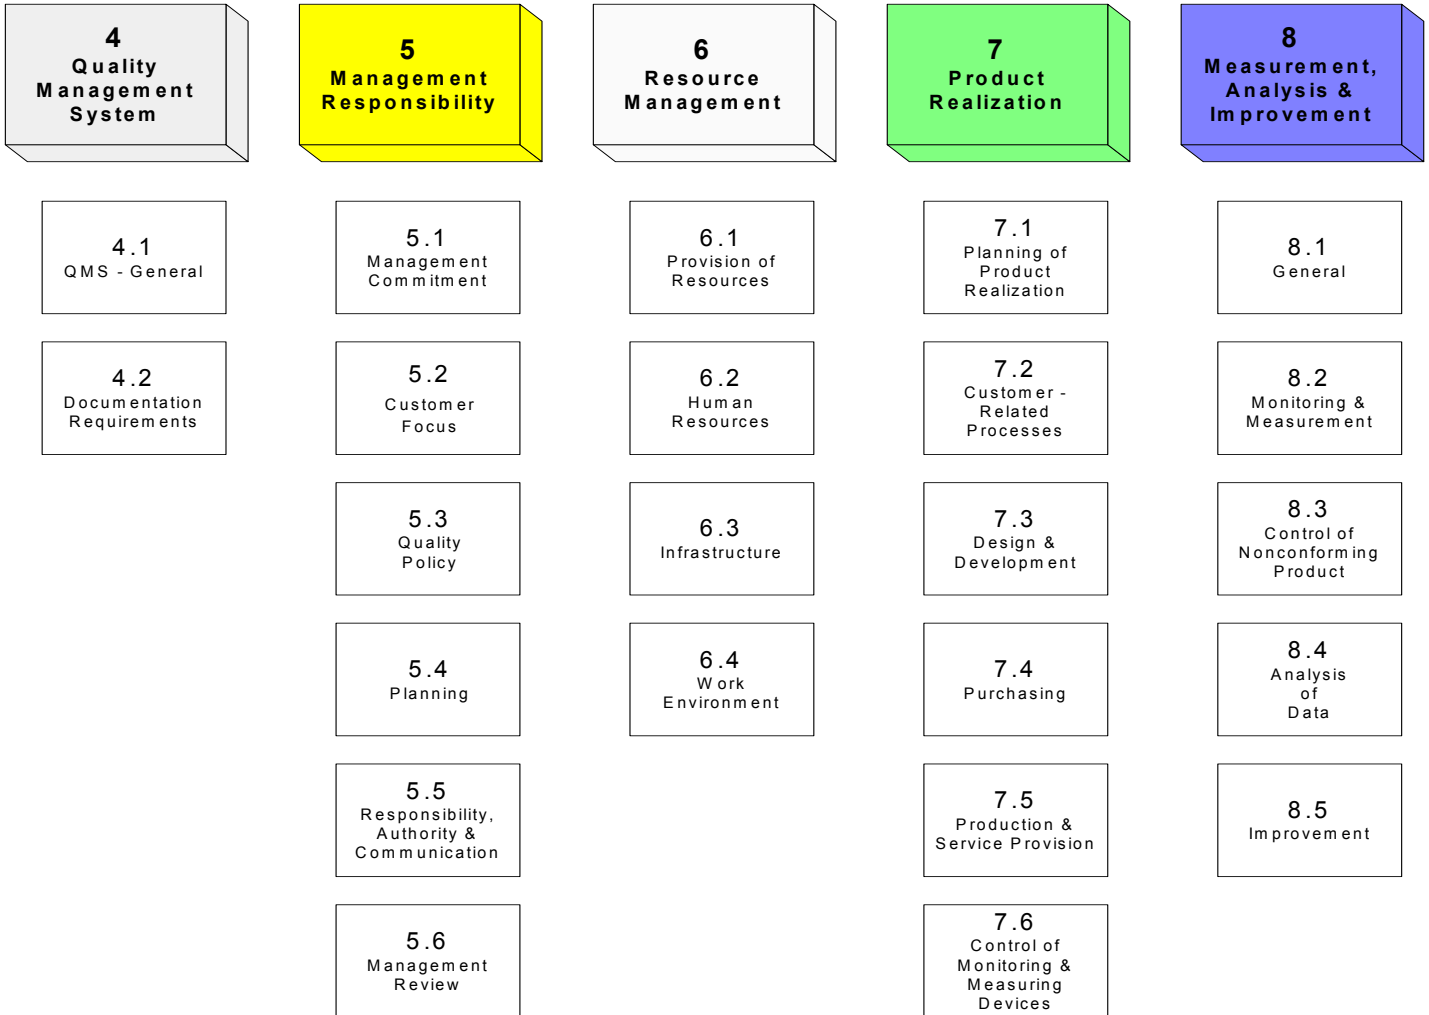 4
Quality
Management
System
5
Management
Responsibility
6
Resource
Management
7
Product
Realization
8
Measurement,
Analysis &
Improvement
4.1
QMS - General
4.2
Documentation
Requirements
5.1
Management
Commitment
5.2
Customer
Focus
5.3
Quality
Policy
5.4
Planning
5.5
Responsibility,
Authority &
Communication
5.6
Management
Review
6.1
Provision of
Resources
6.2
Human
Resources
6.3
Infrastructure
6.4
Work
Environment
7.1
Planning of
Product
Realization
7.2
Customer -
Related
Processes
7.3
Design &
Development
7.4
Purchasing
7.5
Production &
Service Provision
7.6
Control of
Monitoring &
Measuring
Devices
8.1
General
8.2
Monitoring &
Measurement
8.3
Control of
Nonconforming
Product
8.4
Analysis
of
Data
8.5
Improvement